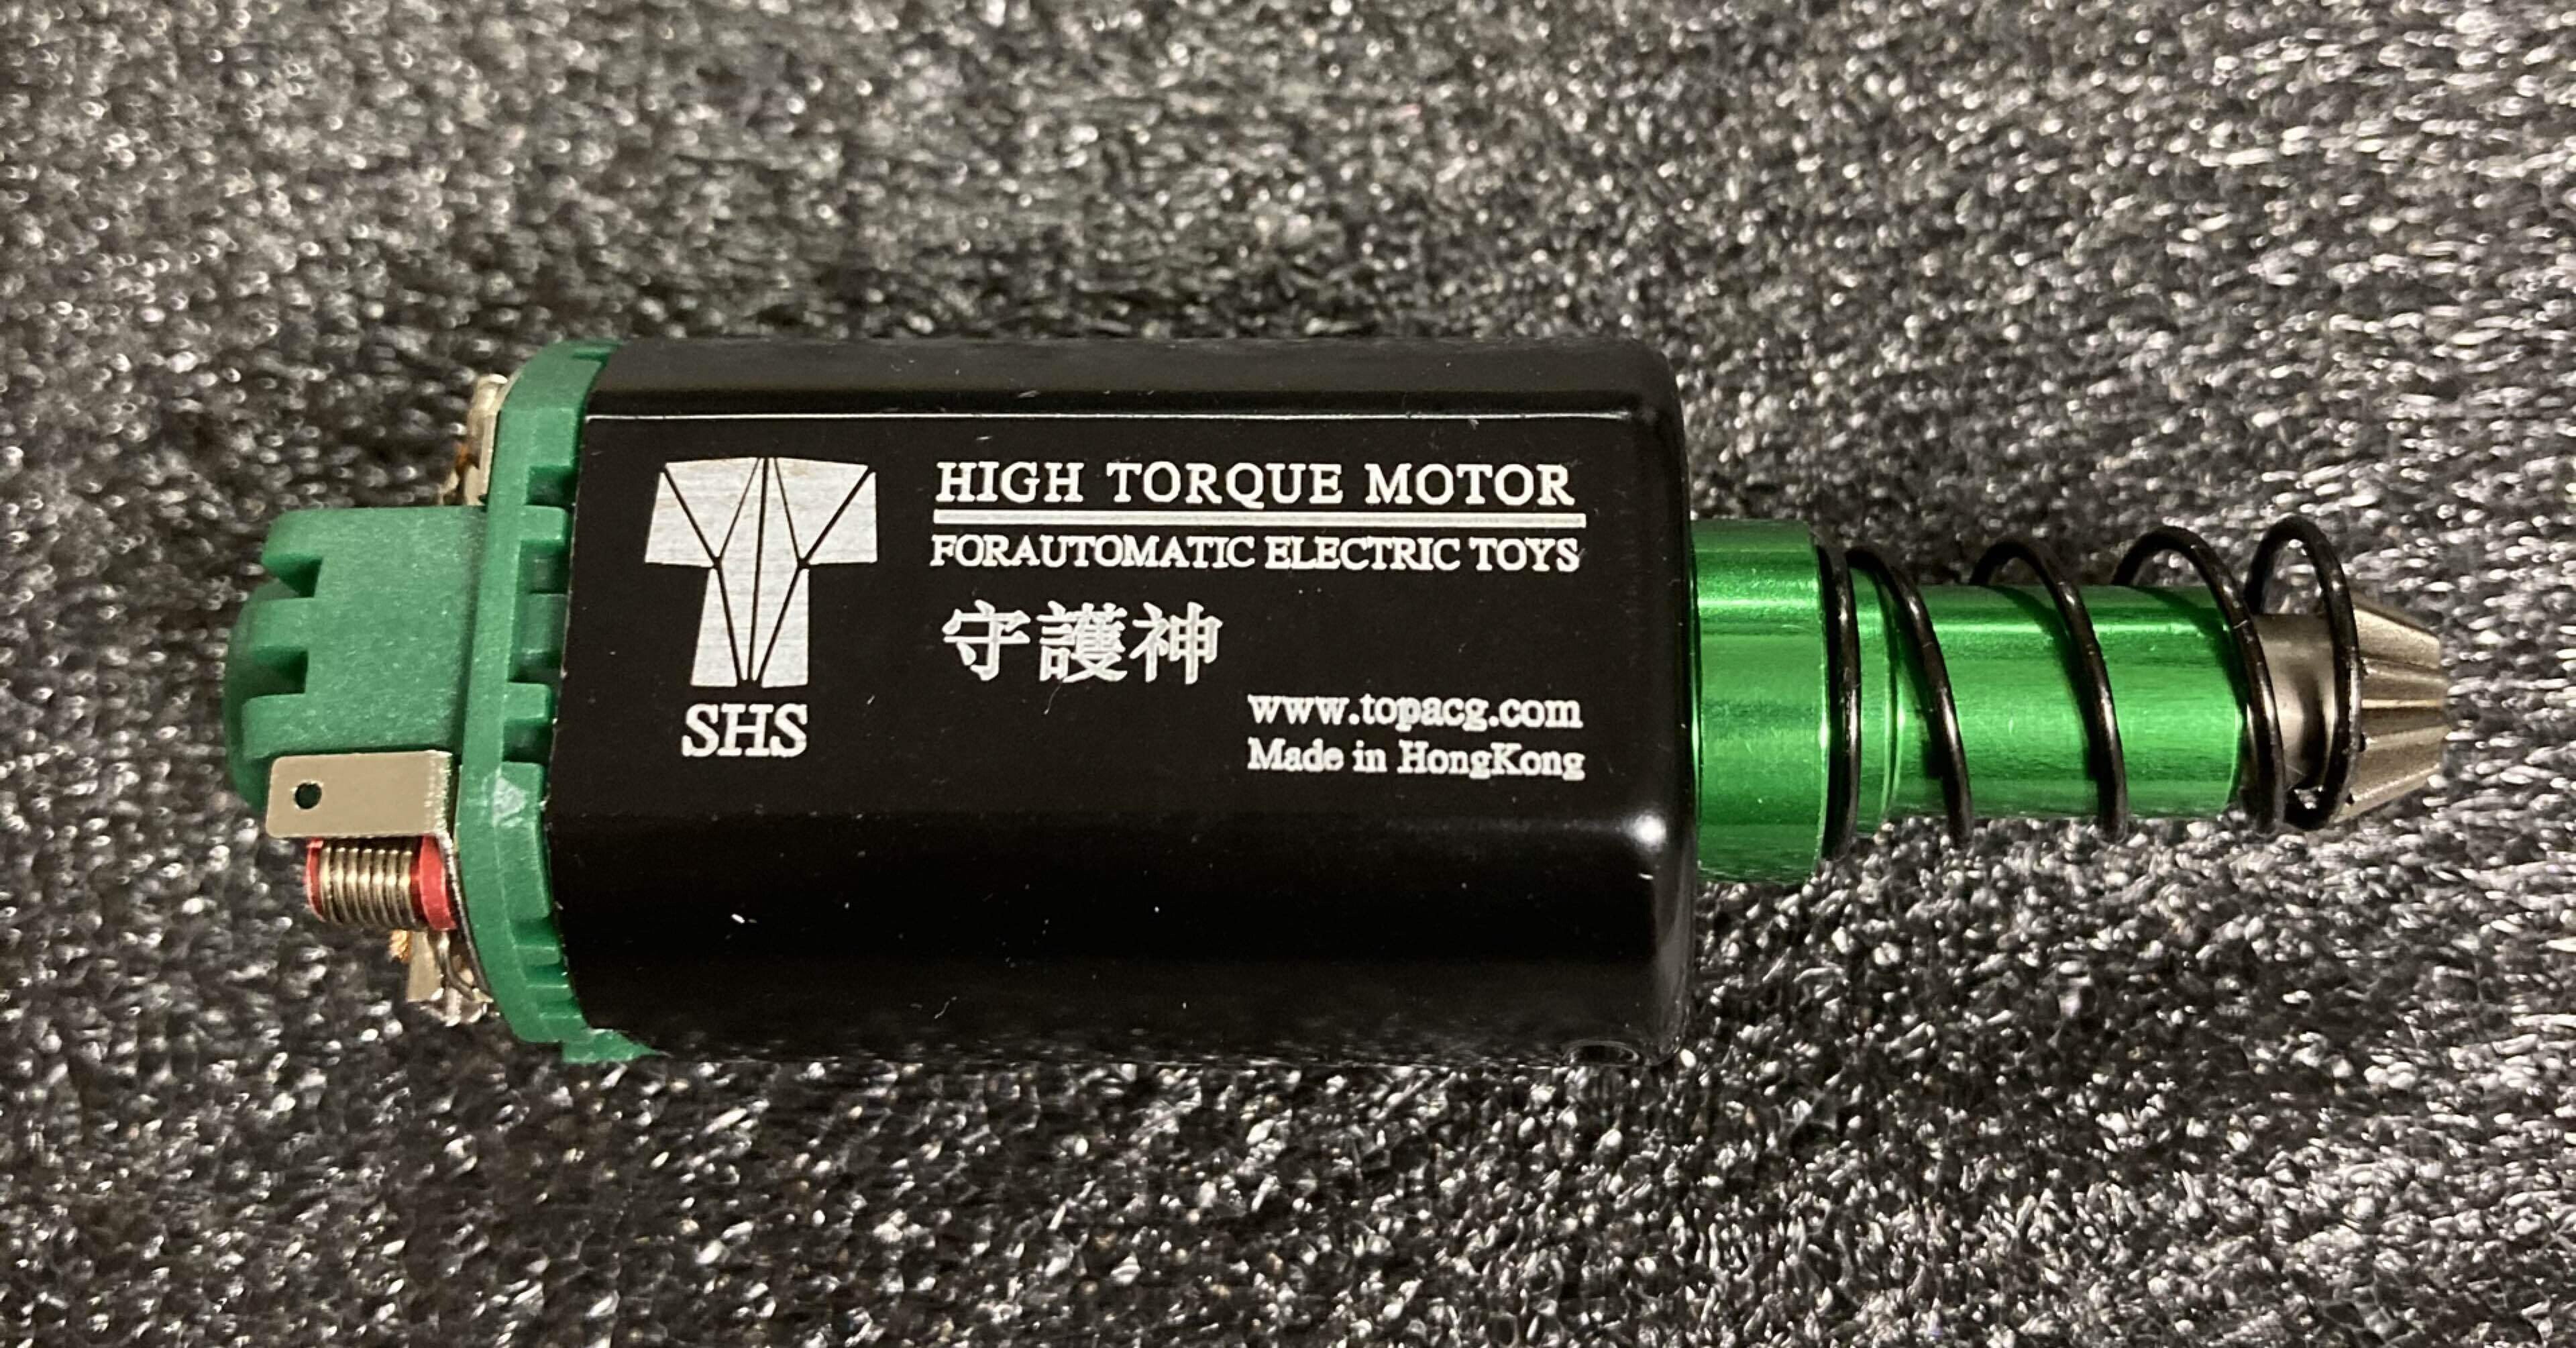 SHS
HIGH TORQUE MOTOR
FORAUTOMATIC ELECTRIC TOYS
守護神
www.topacg.com
Made in HongKong